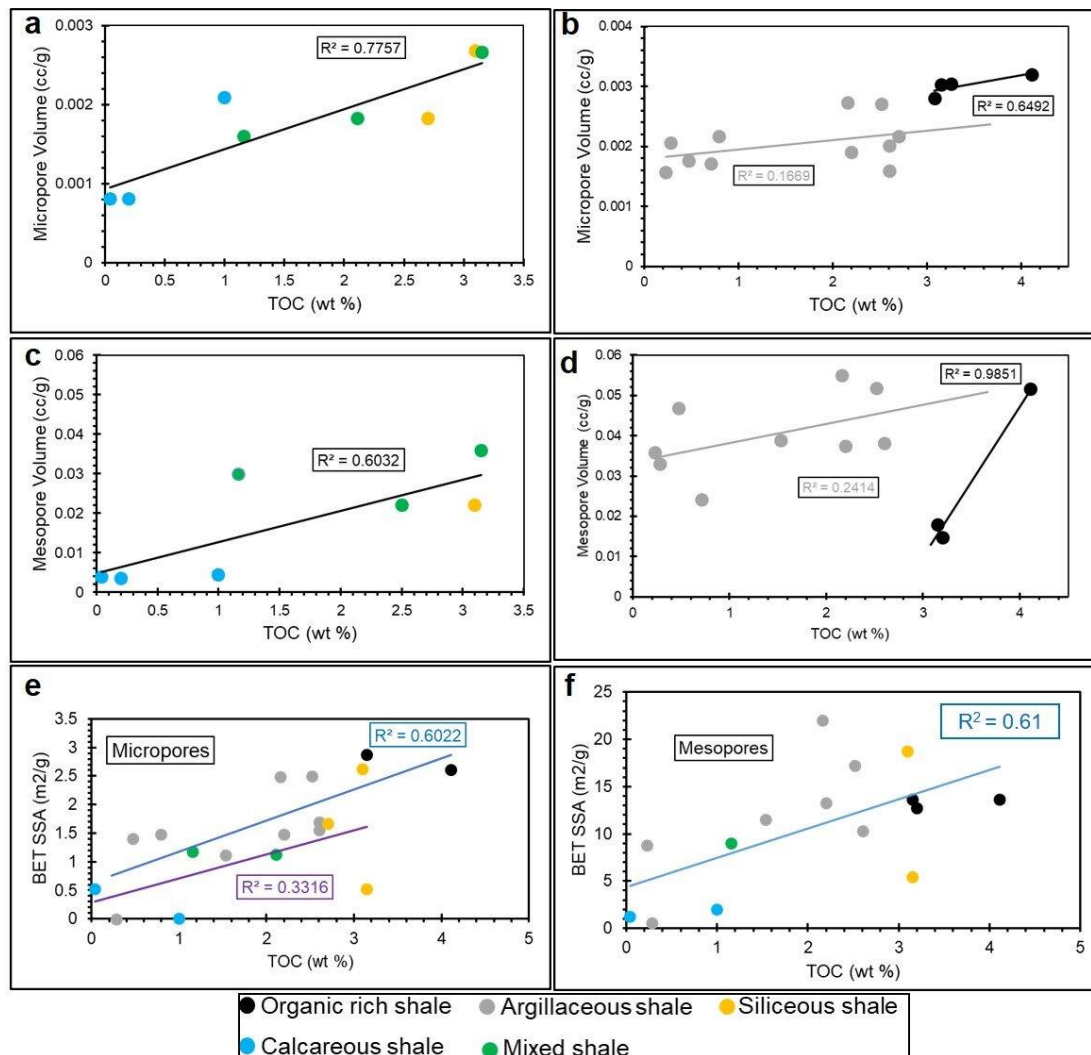 a
0.003
0.002
0.001
0
Micropore Volume (cc/g)
R² = 0.7757
0 0.5 1 1.5 2 2.5 3 3.5
TOC (wt %)
b
0.004
0.003
0.002
0.001
0.000
Micropore Volume (cc/g)
R² = 0.6492
R² = 0.1669
0 1 2 3 4
TOC (wt %)
c
0.06
0.05
0.04
0.03
0.02
0.01
0
Mesopore Volume (cc/g)
R² = 0.6032
0 0.5 1 1.5 2 2.5 3 3.5
TOC (wt %)
d
0.06
0.05
0.04
0.03
0.02
0.01
0.00
Mesopore Volume (cc/g)
R² = 0.9851
R² = 0.2414
0 1 2 3 4
TOC (wt %)
e
3.5
3
2.5
2
1.5
1
0.5
0
BET SSA (m2/g)
Micropores
R² = 0.6022
R² = 0.3316
0 1 2 3 4 5
TOC (wt %)
f
25
20
15
10
5
0
BET SSA (m2/g)
Mesopores
R² = 0.61
0 1 2 3 4 5
TOC (wt %)
Organic rich shale Argillaceous shale Siliceous shale
Calcareous shale Mixed shale